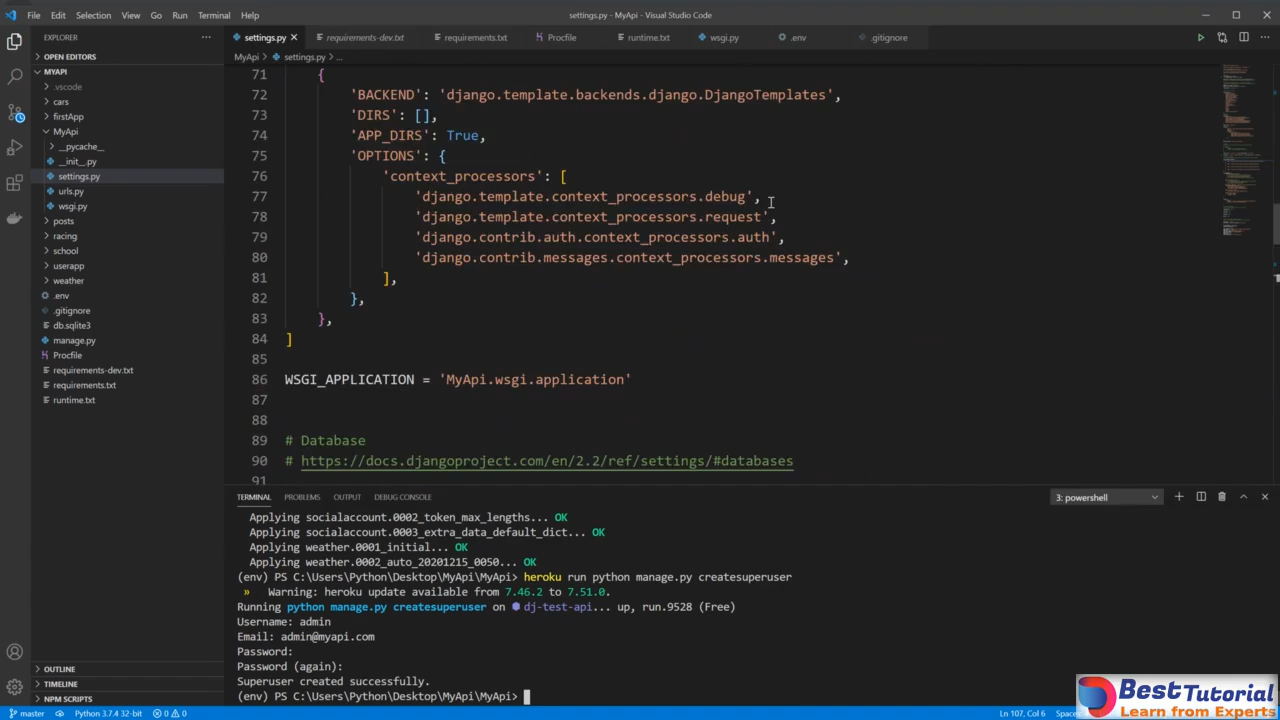 File Edit Selection View Go Run Terminal Help
settings.py - MyApi - Visual Studio Code
EXPLORER
settings.py
requirements-dev.txt
requirements.txt
Procfile
runtime.txt
wsgi.py
.env
.gitignore
MyApi > settings.py > ...
OPEN EDITORS
MYAPI
.vscode
cars
firstApp
MyApi
__pycache__
__init__.py
settings.py
urls.py
wsgi.py
posts
racing
school
userapp
weather
.env
.gitignore
db.sqlite3
manage.py
Procfile
requirements-dev.txt
requirements.txt
runtime.txt
OUTLINE
TIMELINE
NPM SCRIPTS
71 {
72 'BACKEND': 'django.template.backends.django.DjangoTemplates',
73 'DIRS': [],
74 'APP_DIRS': True,
75 'OPTIONS': {
76 'context_processors': [
77 'django.template.context_processors.debug',
78 'django.template.context_processors.request',
79 'django.contrib.auth.context_processors.auth',
80 'django.contrib.messages.context_processors.messages',
81 ],
82 },
83 },
84 ]
85
86 WSGI_APPLICATION = 'MyApi.wsgi.application'
87
88
89 # Database
90 # https://docs.djangoproject.com/en/2.2/ref/settings/#databases
91
TERMINAL PROBLEMS OUTPUT DEBUG CONSOLE
3: powershell
Applying socialaccount.0002_token_max_lengths... OK
Applying socialaccount.0003_extra_data_default_dict... OK
Applying weather.0001_initial... OK
Applying weather.0002_auto_20201215_0050... OK
(env) PS C:\Users\Python\Desktop\MyApi\MyApi> heroku run python manage.py createsuperuser
» Warning: heroku update available from 7.46.2 to 7.51.0.
Running python manage.py createsuperuser on ⬢ dj-test-api... up, run.9528 (Free)
Username: admin
Email: admin@myapi.com
Password:
Password (again):
Superuser created successfully.
(env) PS C:\Users\Python\Desktop\MyApi\MyApi>
master
Python 3.7.4 32-bit
0 0
Ln 107, Col 6
BestTutorial
Learn from Experts